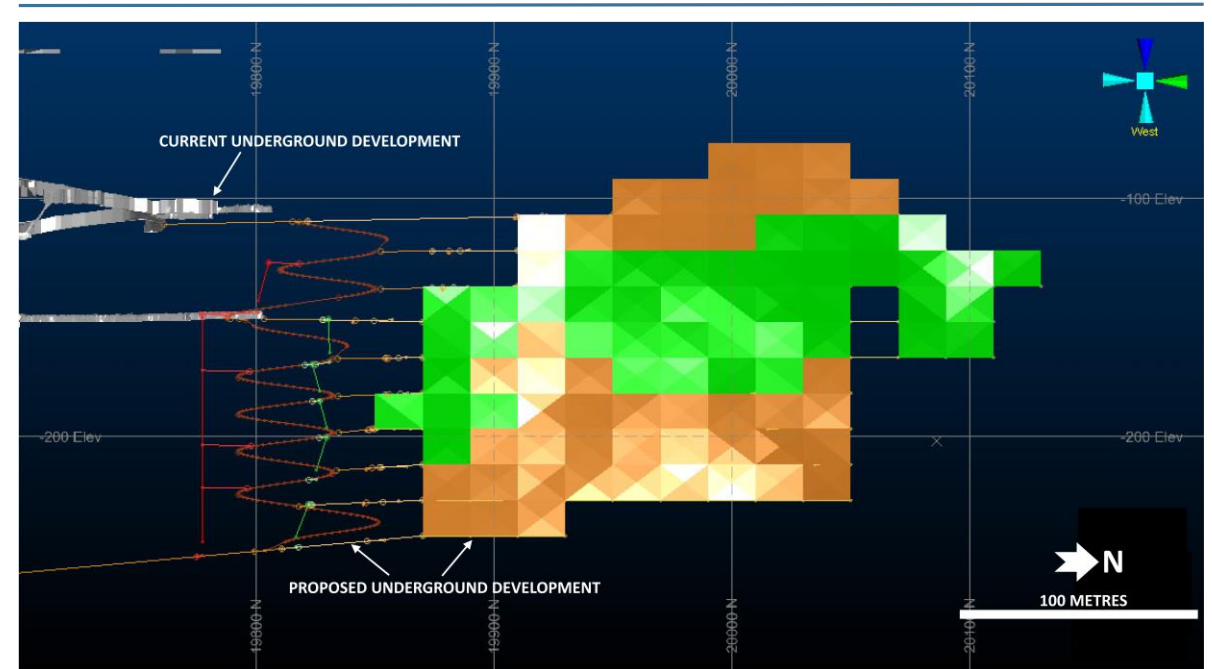 19800 N
19900 N
20000 N
20100 N
West
CURRENT UNDERGROUND DEVELOPMENT
-100 Elev
-200 Elev
-200 Elev
N
PROPOSED UNDERGROUND DEVELOPMENT
100 METRES
19800 N
19900 N
20000 N
20100 N